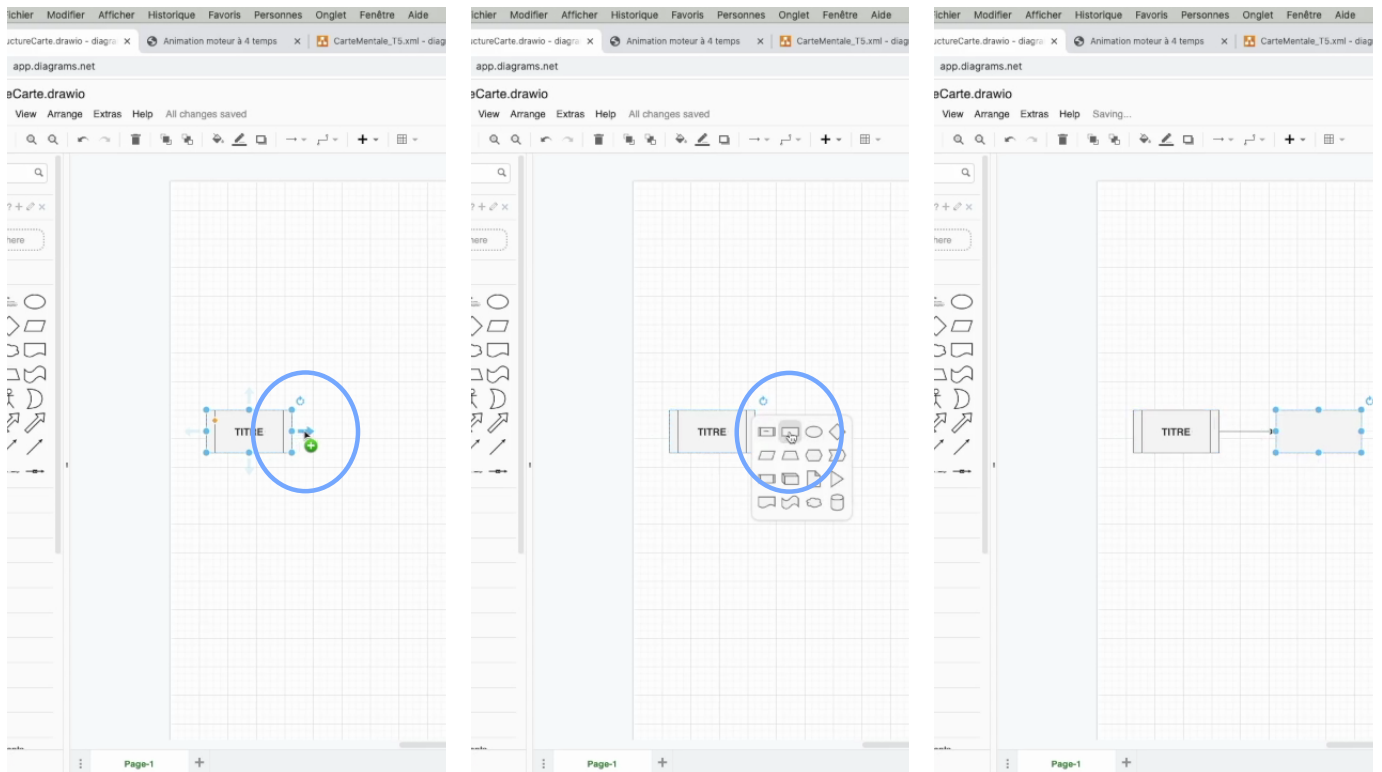 ichier Modifier Afficher Historique Favoris Personnes Onglet Fenêtre Aide
uctureCarte.drawio - diagra × Animation moteur à 4 temps × CarteMentale_T5.xml - diag
app.diagrams.net
eCarte.drawio
View Arrange Extras Help All changes saved
here
TITRE
Page-1
chier Modifier Afficher Historique Favoris Personnes Onglet Fenêtre Aide
uctureCarte.drawio - diagra × Animation moteur à 4 temps × CarteMentale_T5.xml - diag
app.diagrams.net
eCarte.drawio
View Arrange Extras Help All changes saved
here
TITRE
Page-1
ichier Modifier Afficher Historique Favoris Personnes Onglet Fenêtre Aide
uctureCarte.drawio - diagra × Animation moteur à 4 temps × CarteMentale_T5.xml - diag
app.diagrams.net
eCarte.drawio
View Arrange Extras Help Saving...
here
TITRE
Page-1